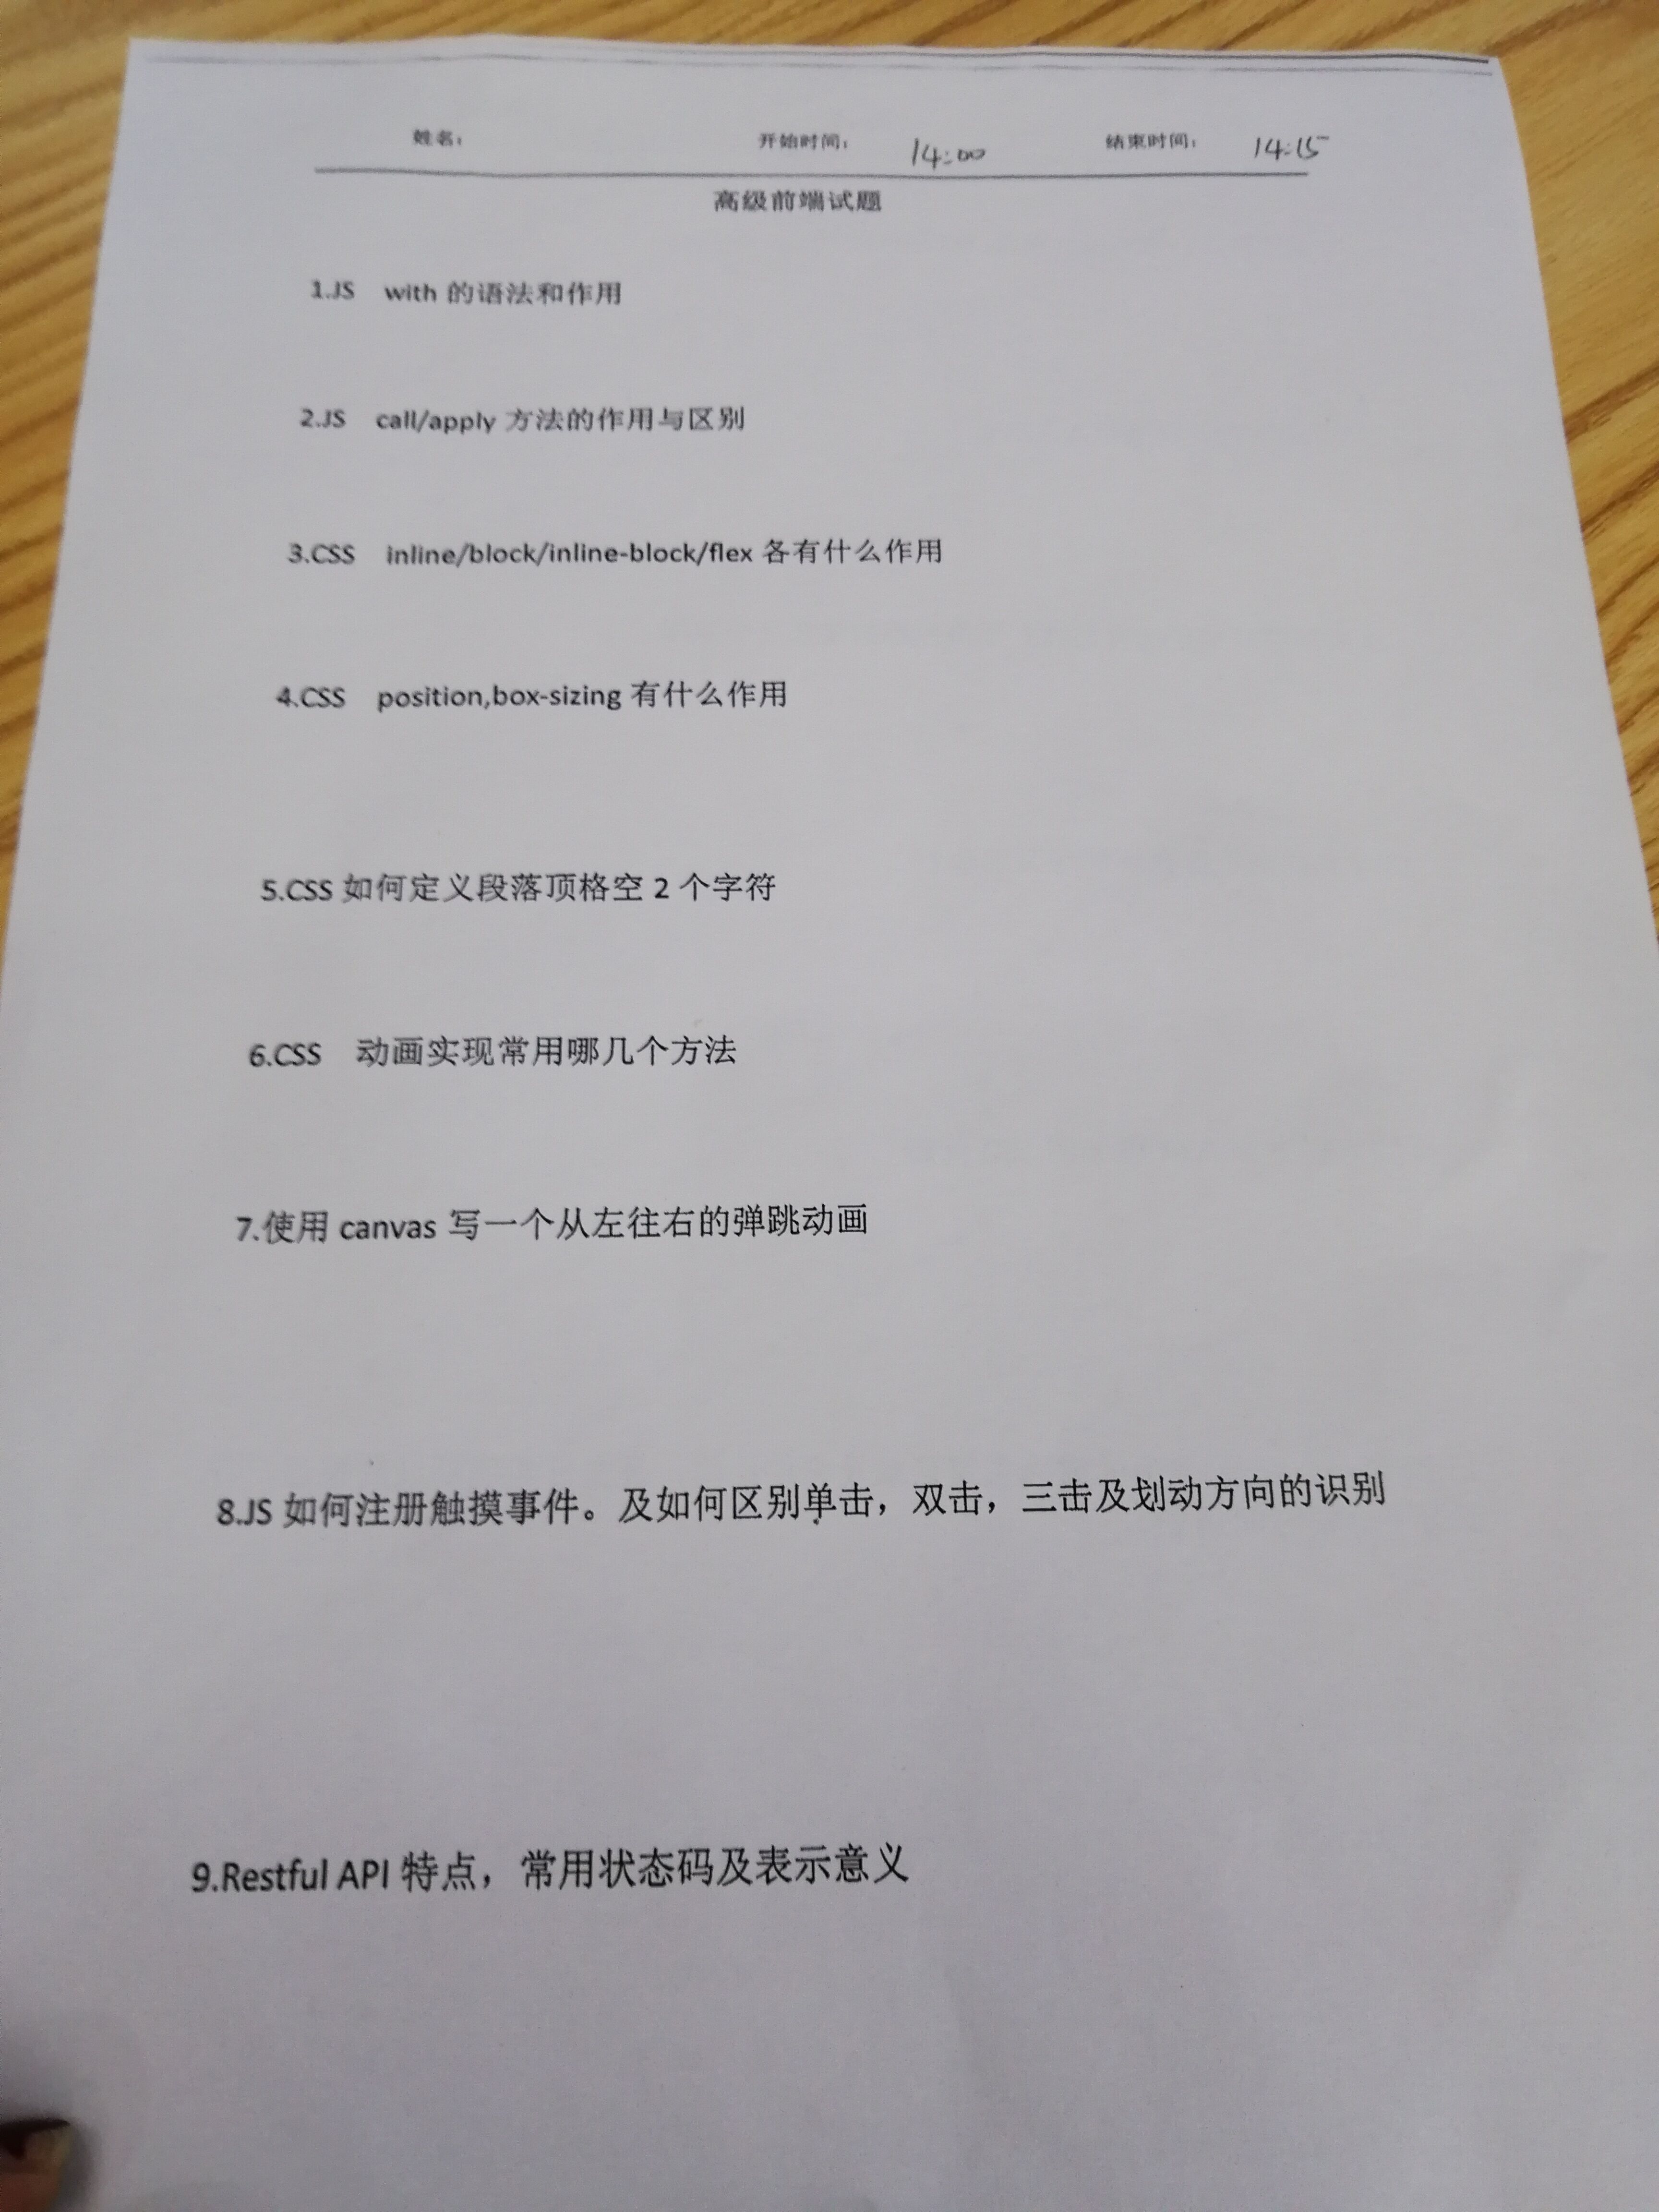 姓名： 开始时间： 14:00 结束时间： 14:15
高级前端试题
1.JS with 的语法和作用
2.JS call/apply 方法的作用与区别
3.CSS inline/block/inline-block/flex 各有什么作用
4.CSS position,box-sizing 有什么作用
5.CSS 如何定义段落顶格空 2 个字符
6.CSS 动画实现常用哪几个方法
7.使用 canvas 写一个从左往右的弹跳动画
8.JS 如何注册触摸事件。及如何区别单击，双击，三击及划动方向的识别
9.Restful API 特点，常用状态码及表示意义